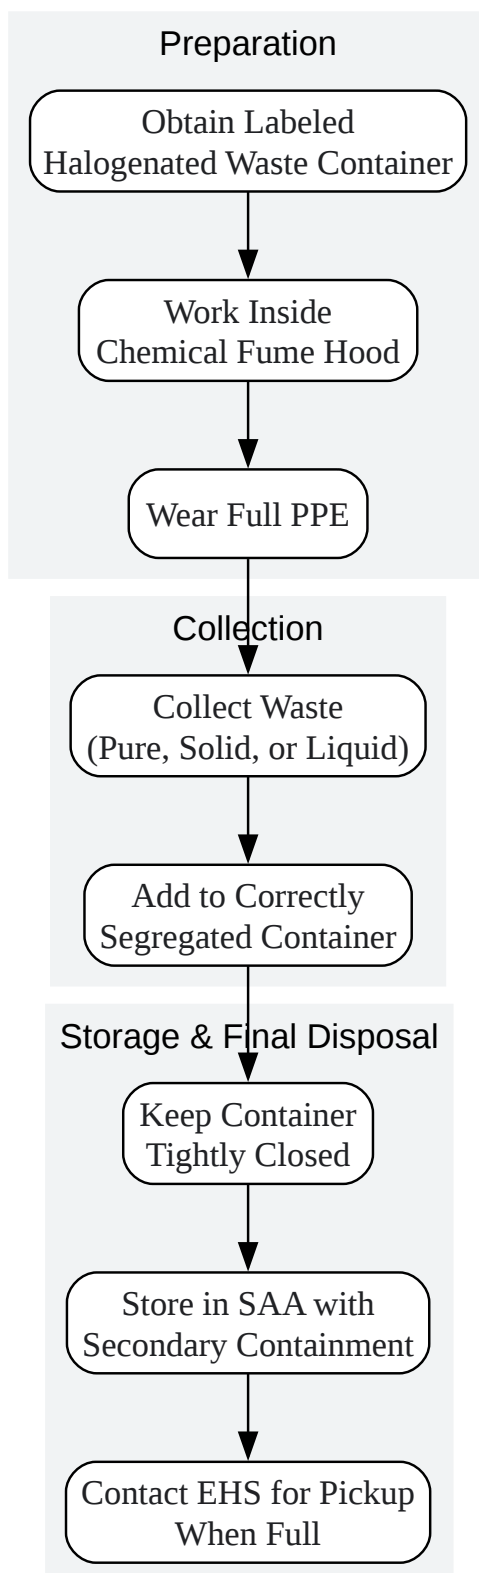 Preparation
Obtain Labeled
Halogenated Waste Container
Work Inside
Chemical Fume Hood
Wear Full PPE
Collection
Collect Waste
(Pure, Solid, or Liquid)
Add to Correctly
Segregated Container
Storage & Final Disposal
Keep Container
Tightly Closed
Store in SAA with
Secondary Containment
Contact EHS for Pickup
When Full